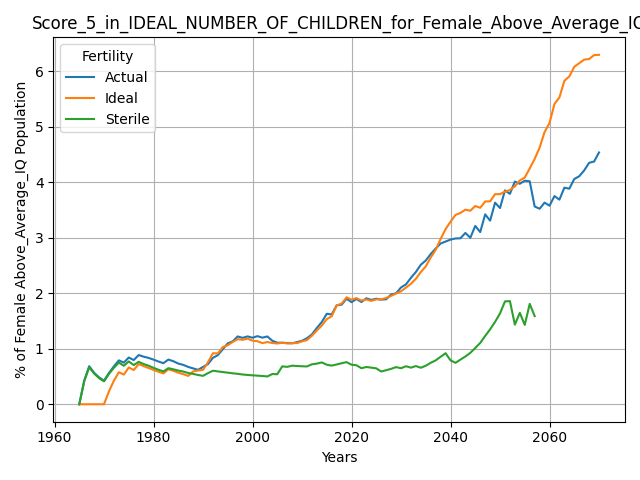 Score_5_in_IDEAL_NUMBER_OF_CHILDREN_for_Female_Above_Average_IQ
Fertility
Actual
Ideal
Sterile
% of Female Above_Average_IQ Population
6
5
4
3
2
1
0
1960 1980 2000 2020 2040 2060
Years